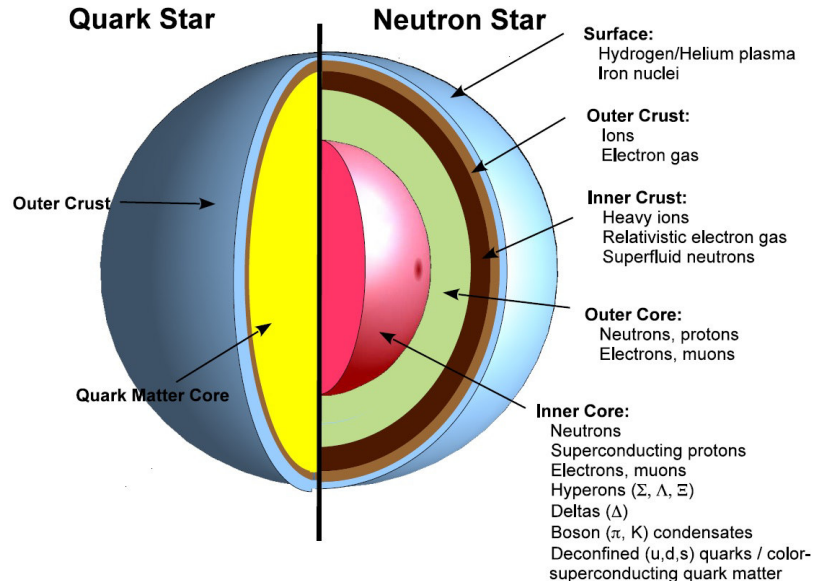 Quark Star
Neutron Star
Surface:
Hydrogen/Helium plasma
Iron nuclei
Outer Crust:
Ions
Electron gas
Outer Crust
Inner Crust:
Heavy ions
Relativistic electron gas
Superfluid neutrons
Outer Core:
Neutrons, protons
Electrons, muons
Quark Matter Core
Inner Core:
Neutrons
Superconducting protons
Electrons, muons
Hyperons (Σ, Λ, Ξ)
Deltas (Δ)
Boson (π, K) condensates
Deconfined (u,d,s) quarks / color-
superconducting quark matter